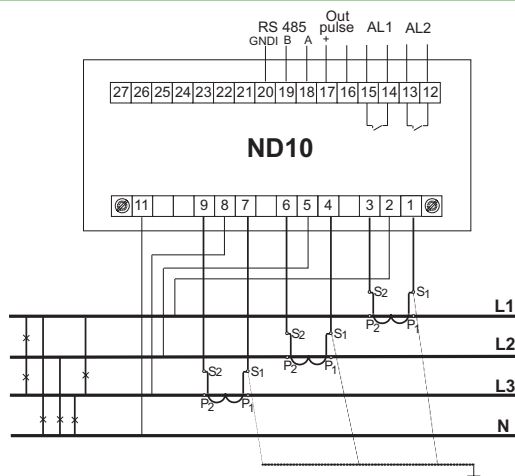 Out
RS 485 pulse AL1 AL2
GNDI B A +
27 26 25 24 23 22 21 20 19 18 17 16 15 14 13 12
ND10
11 9 8 7 6 5 4 3 2 1
S2 S1
L1
P2 P1
S2 S1
L2
P2 P1
S2 S1
L3
P2 P1
N